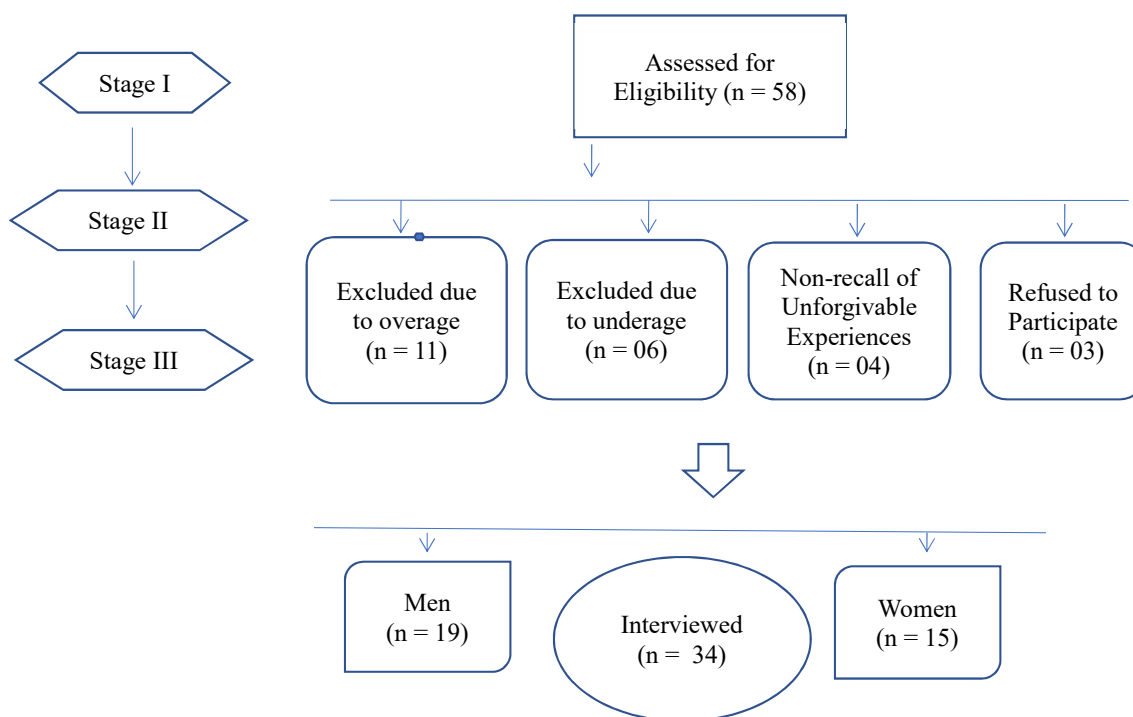 Stage I
Assessed for
Eligibility (n = 58)
Stage II
Excluded due
to overage
(n = 11)
Excluded due
to underage
(n = 06)
Non-recall of
Unforgivable
Experiences
(n = 04)
Refused to
Participate
(n = 03)
Stage III
Men
(n = 19)
Interviewed
(n =  34)
Women
(n = 15)